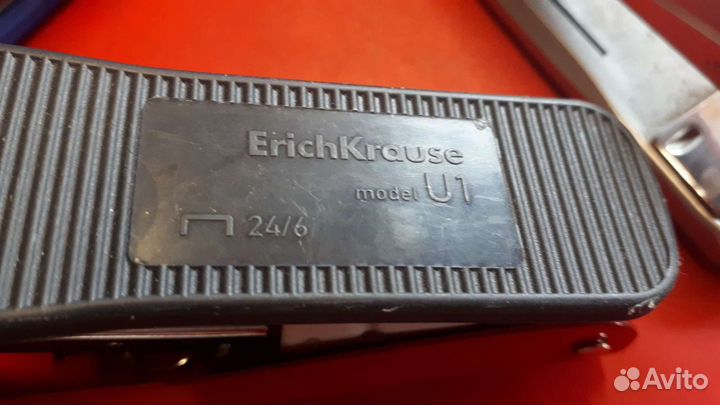 ErichKrause
model U1
24/6
Avito